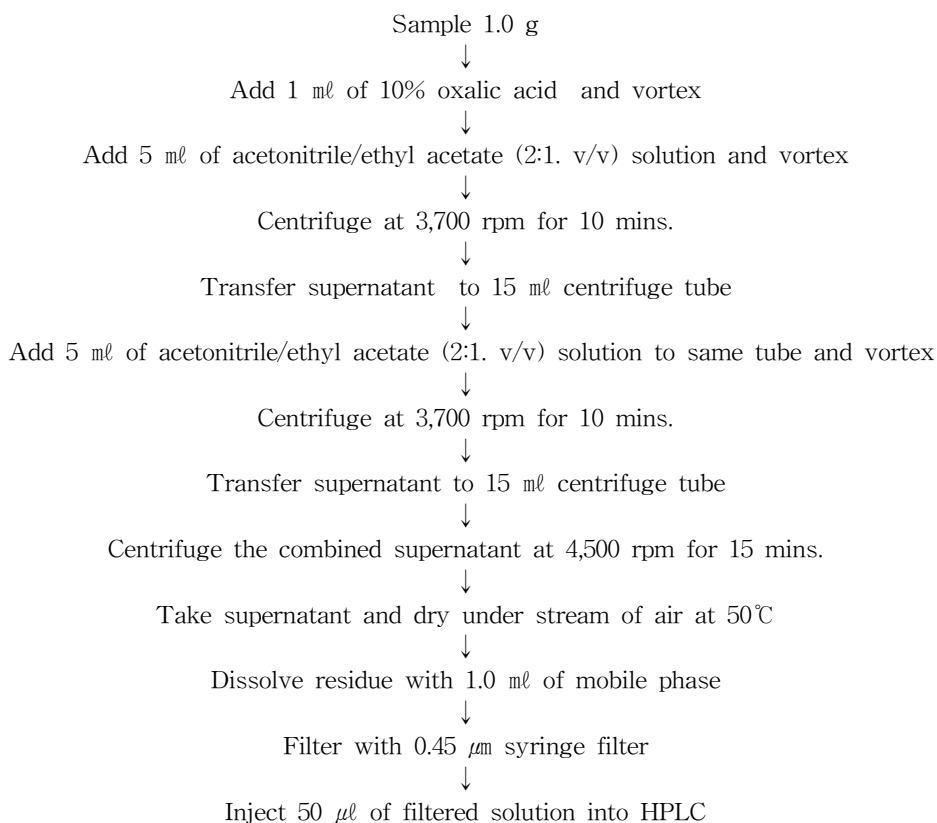 Sample 1.0 g
↓
Add 1 ㎖ of 10% oxalic acid and vortex
↓
Add 5 ㎖ of acetonitrile/ethyl acetate (2:1. v/v) solution and vortex
↓
Centrifuge at 3,700 rpm for 10 mins.
↓
Transfer supernatant to 15 ㎖ centrifuge tube
↓
Add 5 ㎖ of acetonitrile/ethyl acetate (2:1. v/v) solution to same tube and vortex
↓
Centrifuge at 3,700 rpm for 10 mins.
↓
Transfer supernatant to 15 ㎖ centrifuge tube
↓
Centrifuge the combined supernatant at 4,500 rpm for 15 mins.
↓
Take supernatant and dry under stream of air at 50℃
↓
Dissolve residue with 1.0 ㎖ of mobile phase
↓
Filter with 0.45 ㎛ syringe filter
↓
Inject 50 ㎕ of filtered solution into HPLC